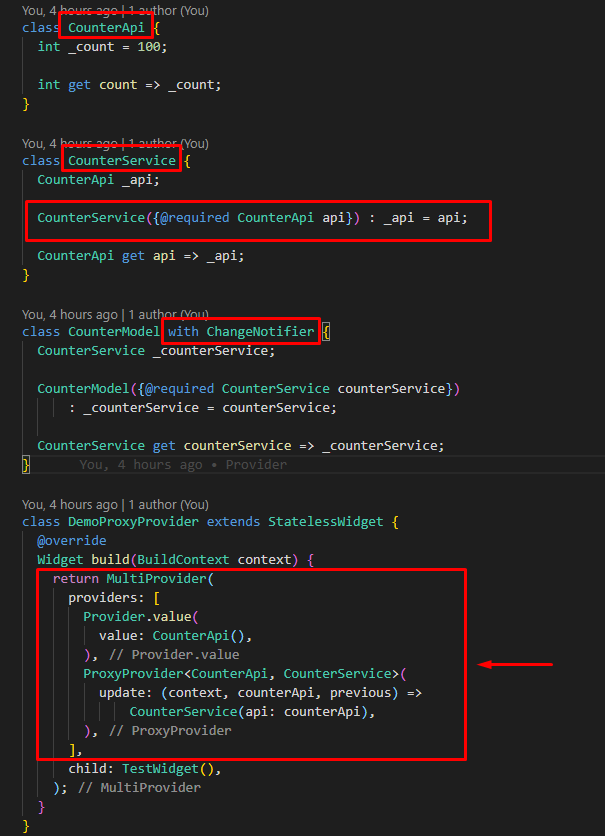 You, 4 hours ago | 1 author (You)
class CounterApi {
  int _count = 100;

  int get count => _count;
}

You, 4 hours ago | 1 author (You)
class CounterService {
  CounterApi _api;

  CounterService({@required CounterApi api}) : _api = api;

  CounterApi get api => _api;
}

You, 4 hours ago | 1 author (You)
class CounterModel with ChangeNotifier {
  CounterService _counterService;

  CounterModel({@required CounterService counterService})
      : _counterService = counterService;

  CounterService get counterService => _counterService;
}      You, 4 hours ago • Provider

You, 4 hours ago | 1 author (You)
class DemoProxyProvider extends StatelessWidget {
  @override
  Widget build(BuildContext context) {
    return MultiProvider(
      providers: [
        Provider.value(
          value: CounterApi(),
        ), // Provider.value
        ProxyProvider<CounterApi, CounterService>(
          update: (context, counterApi, previous) =>
              CounterService(api: counterApi),
        ), // ProxyProvider
      ],
      child: TestWidget(),
    ); // MultiProvider
  }
}